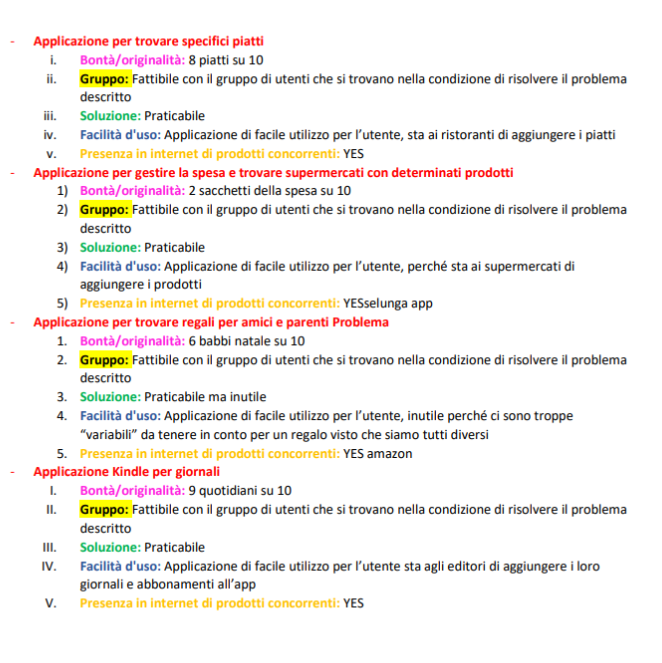 - Applicazione per trovare specifici piatti
i. Bontà/originalità: 8 piatti su 10
ii. Gruppo: Fattibile con il gruppo di utenti che si trovano nella condizione di risolvere il problema
descritto
iii. Soluzione: Praticabile
iv. Facilità d'uso: Applicazione di facile utilizzo per l'utente, sta ai ristoranti di aggiungere i piatti
v. Presenza in internet di prodotti concorrenti: YES
- Applicazione per gestire la spesa e trovare supermercati con determinati prodotti
1) Bontà/originalità: 2 sacchetti della spesa su 10
2) Gruppo: Fattibile con il gruppo di utenti che si trovano nella condizione di risolvere il problema
descritto
3) Soluzione: Praticabile
4) Facilità d'uso: Applicazione di facile utilizzo per l'utente, perché sta ai supermercati di
aggiungere i prodotti
5) Presenza in internet di prodotti concorrenti: YESselunga app
- Applicazione per trovare regali per amici e parenti Problema
1. Bontà/originalità: 6 babbi natale su 10
2. Gruppo: Fattibile con il gruppo di utenti che si trovano nella condizione di risolvere il problema
descritto
3. Soluzione: Praticabile ma inutile
4. Facilità d'uso: Applicazione di facile utilizzo per l'utente, inutile perché ci sono troppe
"variabili" da tenere in conto per un regalo visto che siamo tutti diversi
5. Presenza in internet di prodotti concorrenti: YES amazon
- Applicazione Kindle per giornali
I. Bontà/originalità: 9 quotidiani su 10
II. Gruppo: Fattibile con il gruppo di utenti che si trovano nella condizione di risolvere il problema
descritto
III. Soluzione: Praticabile
IV. Facilità d'uso: Applicazione di facile utilizzo per l'utente sta agli editori di aggiungere i loro
giornali e abbonamenti all'app
V. Presenza in internet di prodotti concorrenti: YES